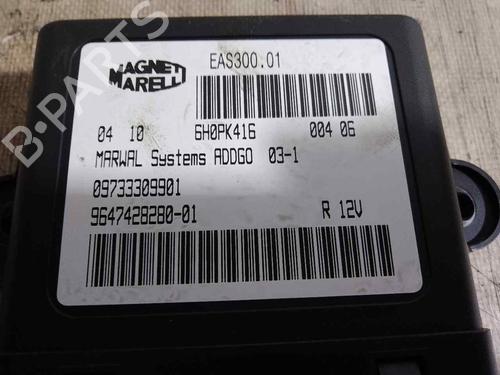 MAGNETI
MARELLI
EAS300.01
04 10 6H0PK416 004 06
MARWAL Systems ADDGO 03-1
09733309901
9647428280-01 R 12V
B-PARTS